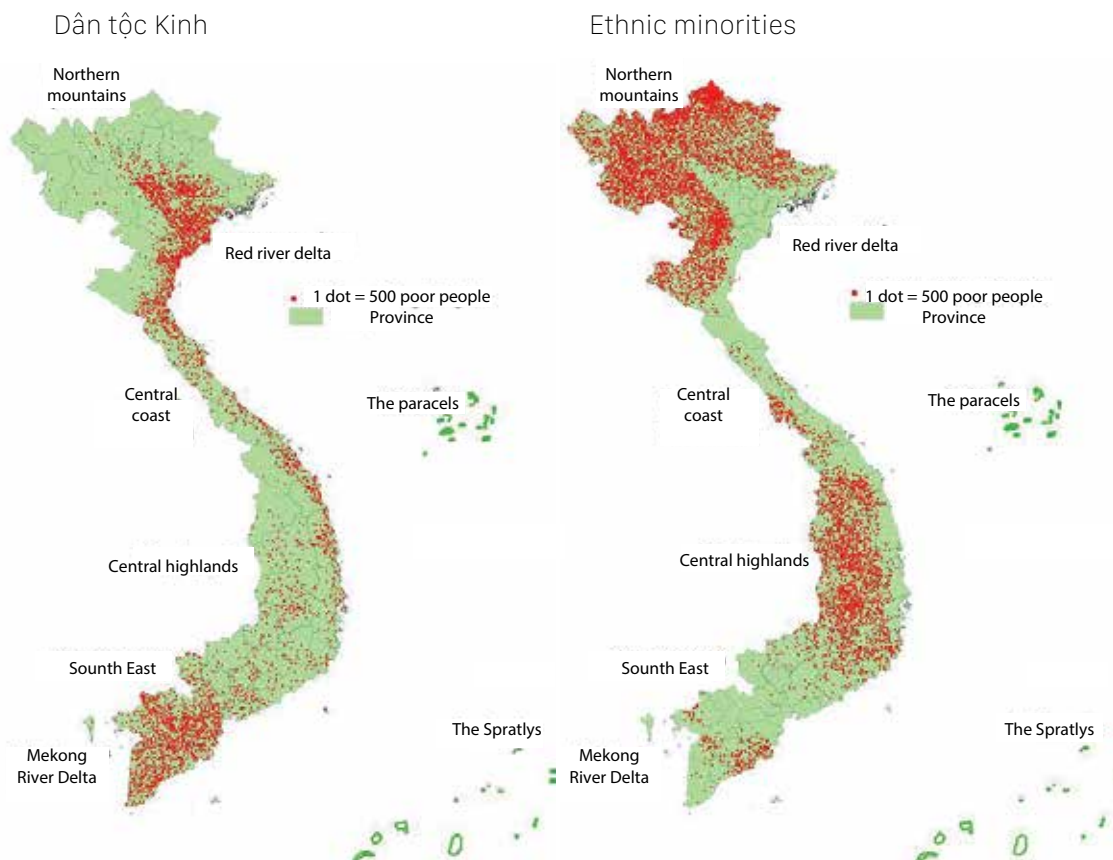 Dân tộc Kinh
Northern
mountains
Red river delta
1 dot = 500 poor people
Province
Central
coast
The paracels
Central highlands
Sounth East
The Spratlys
Mekong
River Delta
Ethnic minorities
Northern
mountains
Red river delta
1 dot = 500 poor people
Province
Central
coast
The paracels
Central highlands
Sounth East
The Spratlys
Mekong
River Delta